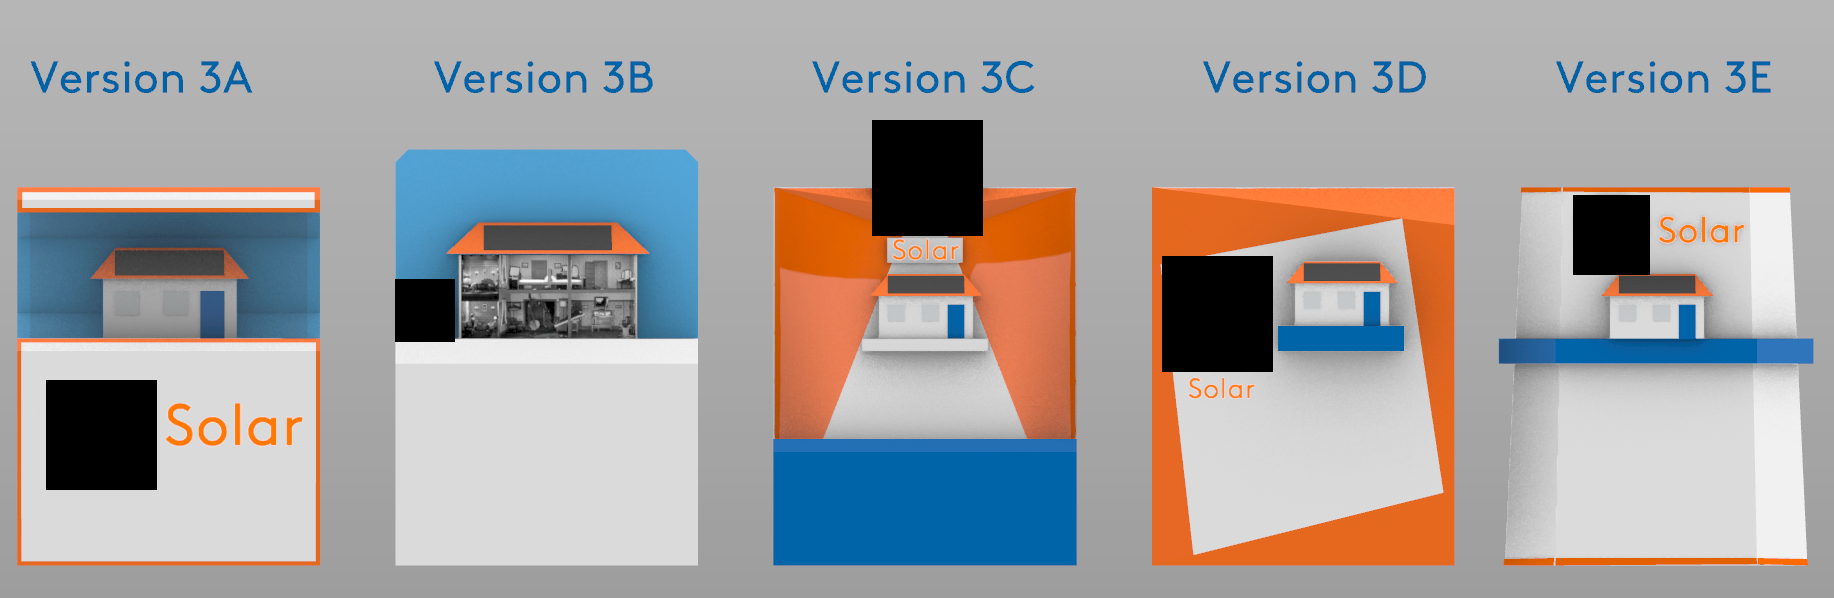 Version 3A
Version 3B
Version 3C
Version 3D
Version 3E
Solar
Solar
Solar
Solar